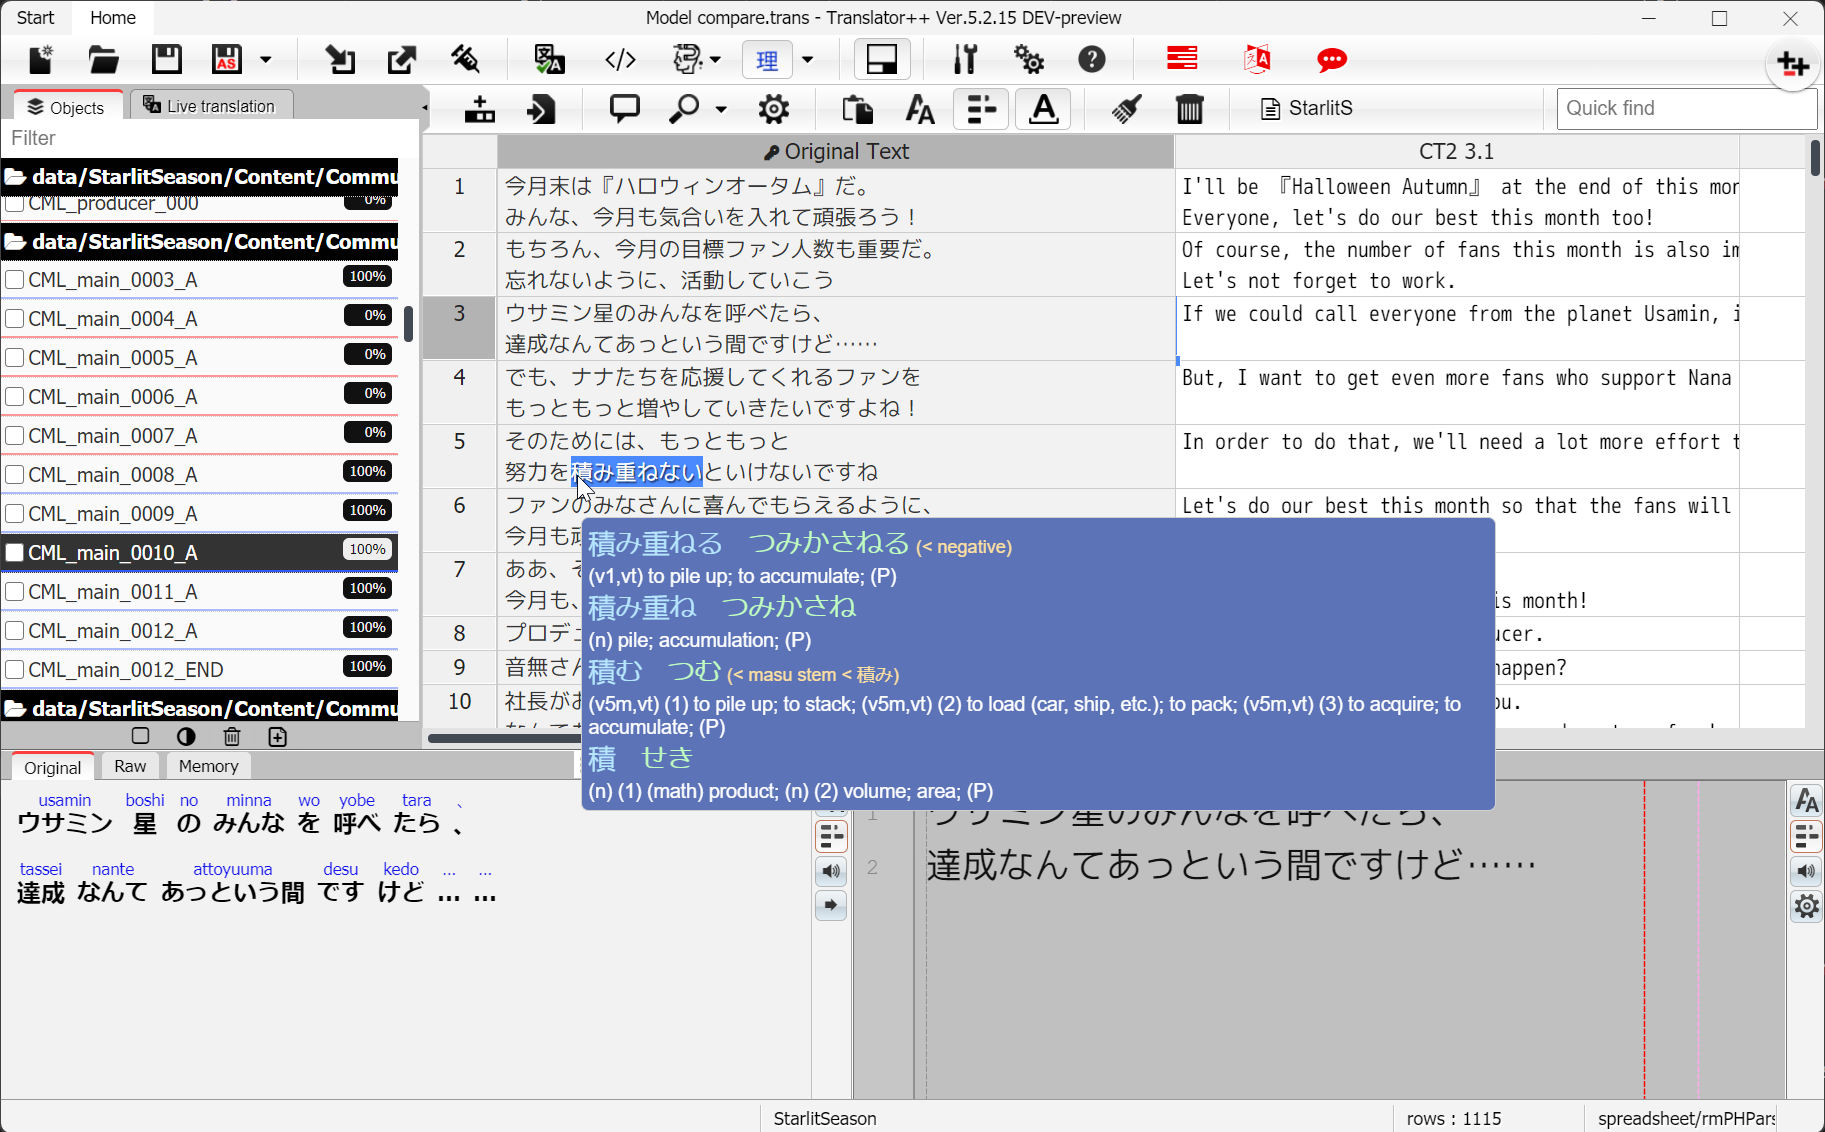 Start Home Model compare.trans - Translator++ Ver.5.2.15 DEV-preview
AS 理
Objects Live translation StarlitS Quick find
Filter
data/StarlitSeason/Content/Commu
CML_producer_000 0%
data/StarlitSeason/Content/Commu
CML_main_0003_A 100%
CML_main_0004_A 0%
CML_main_0005_A 0%
CML_main_0006_A 0%
CML_main_0007_A 0%
CML_main_0008_A 100%
CML_main_0009_A 100%
CML_main_0010_A 100%
CML_main_0011_A 100%
CML_main_0012_A 100%
CML_main_0012_END 100%
data/StarlitSeason/Content/Commu
Original Text CT2 3.1
1 今月末は『ハロウィンオータム』だ。 I'll be 『Halloween Autumn』 at the end of this mon
みんな、今月も気合いを入れて頑張ろう！ Everyone, let's do our best this month too!
2 もちろん、今月の目標ファン人数も重要だ。 Of course, the number of fans this month is also im
忘れないように、活動していこう Let's not forget to work.
3 ウサミン星のみんなを呼べたら、 If we could call everyone from the planet Usamin, i
達成なんてあっという間ですけど……
4 でも、ナナたちを応援してくれるファンを But, I want to get even more fans who support Nana
もっともっと増やしていきたいですよね！
5 そのためには、もっともっと In order to do that, we'll need a lot more effort t
努力を積み重ねないといけないですね
6 ファンのみなさんに喜んでもらえるように、 Let's do our best this month so that the fans will
今月も
7 ああ、
今月も、 is month!
8 プロデュ ucer.
9 音無さん happen?
10 社長が ou.
積み重ねる つみかさねる (< negative)
(v1,vt) to pile up; to accumulate; (P)
積み重ね つみかさね
(n) pile; accumulation; (P)
積む つむ (< masu stem < 積み)
(v5m,vt) (1) to pile up; to stack; (v5m,vt) (2) to load (car, ship, etc.); to pack; (v5m,vt) (3) to acquire; to
accumulate; (P)
積 せき
(n) (1) (math) product; (n) (2) volume; area; (P)
Original Raw Memory
usamin boshi no minna wo yobe tara 、
ウサミン 星 の みんな を 呼べ たら 、
tassei nante attoyuuma desu kedo ... ...
達成 なんて あっという間 です けど ... ...
1 ウサミン星のみんなを呼べたら、
2 達成なんてあっという間ですけど……
StarlitSeason rows : 1115 spreadsheet/rmPHPars